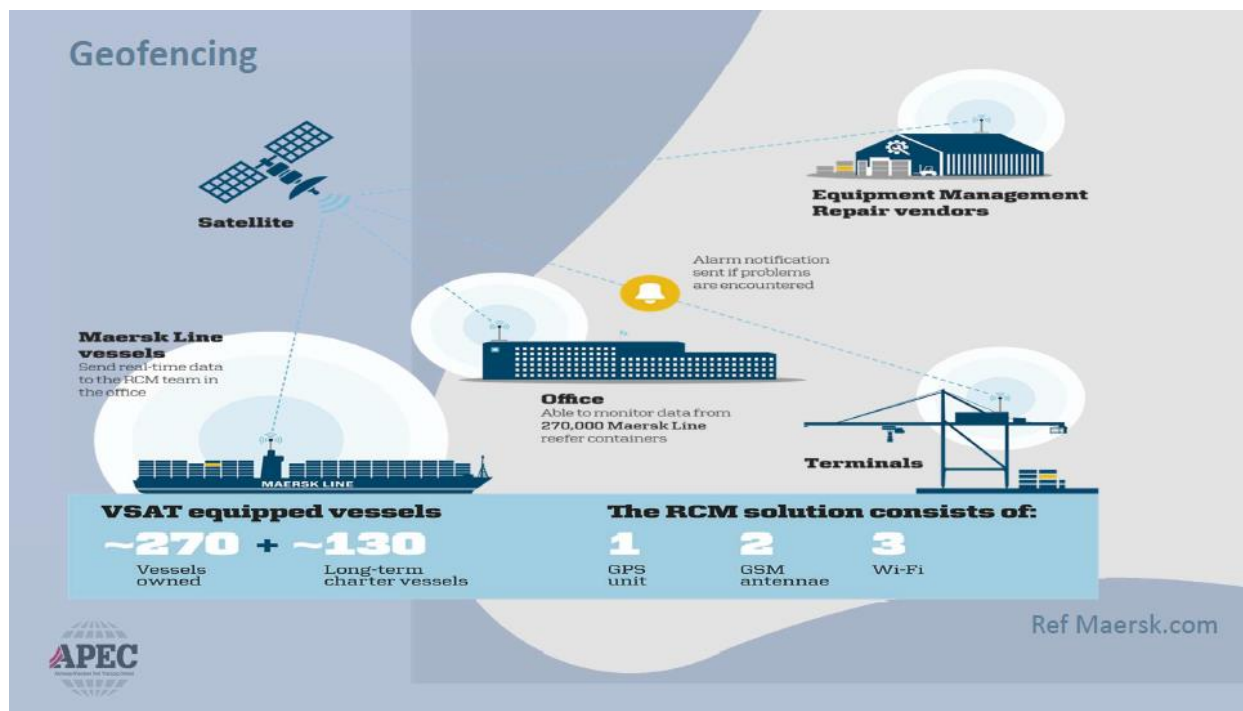 Geofencing
Satellite
Equipment Management
Repair vendors
Alarm notification
sent if problems
are encountered
Maersk Line
vessels
Send real-time data
to the RCM team in
the office
Office
Able to monitor data from
270,000 Maersk Line
reefer containers
Terminals
MAERSK LINE
VSAT equipped vessels
~270 + ~130
Vessels
owned
Long-term
charter vessels
The RCM solution consists of:
1 2 3
GPS
unit
GSM
antennae
Wi-Fi
Ref Maersk.com
APEC